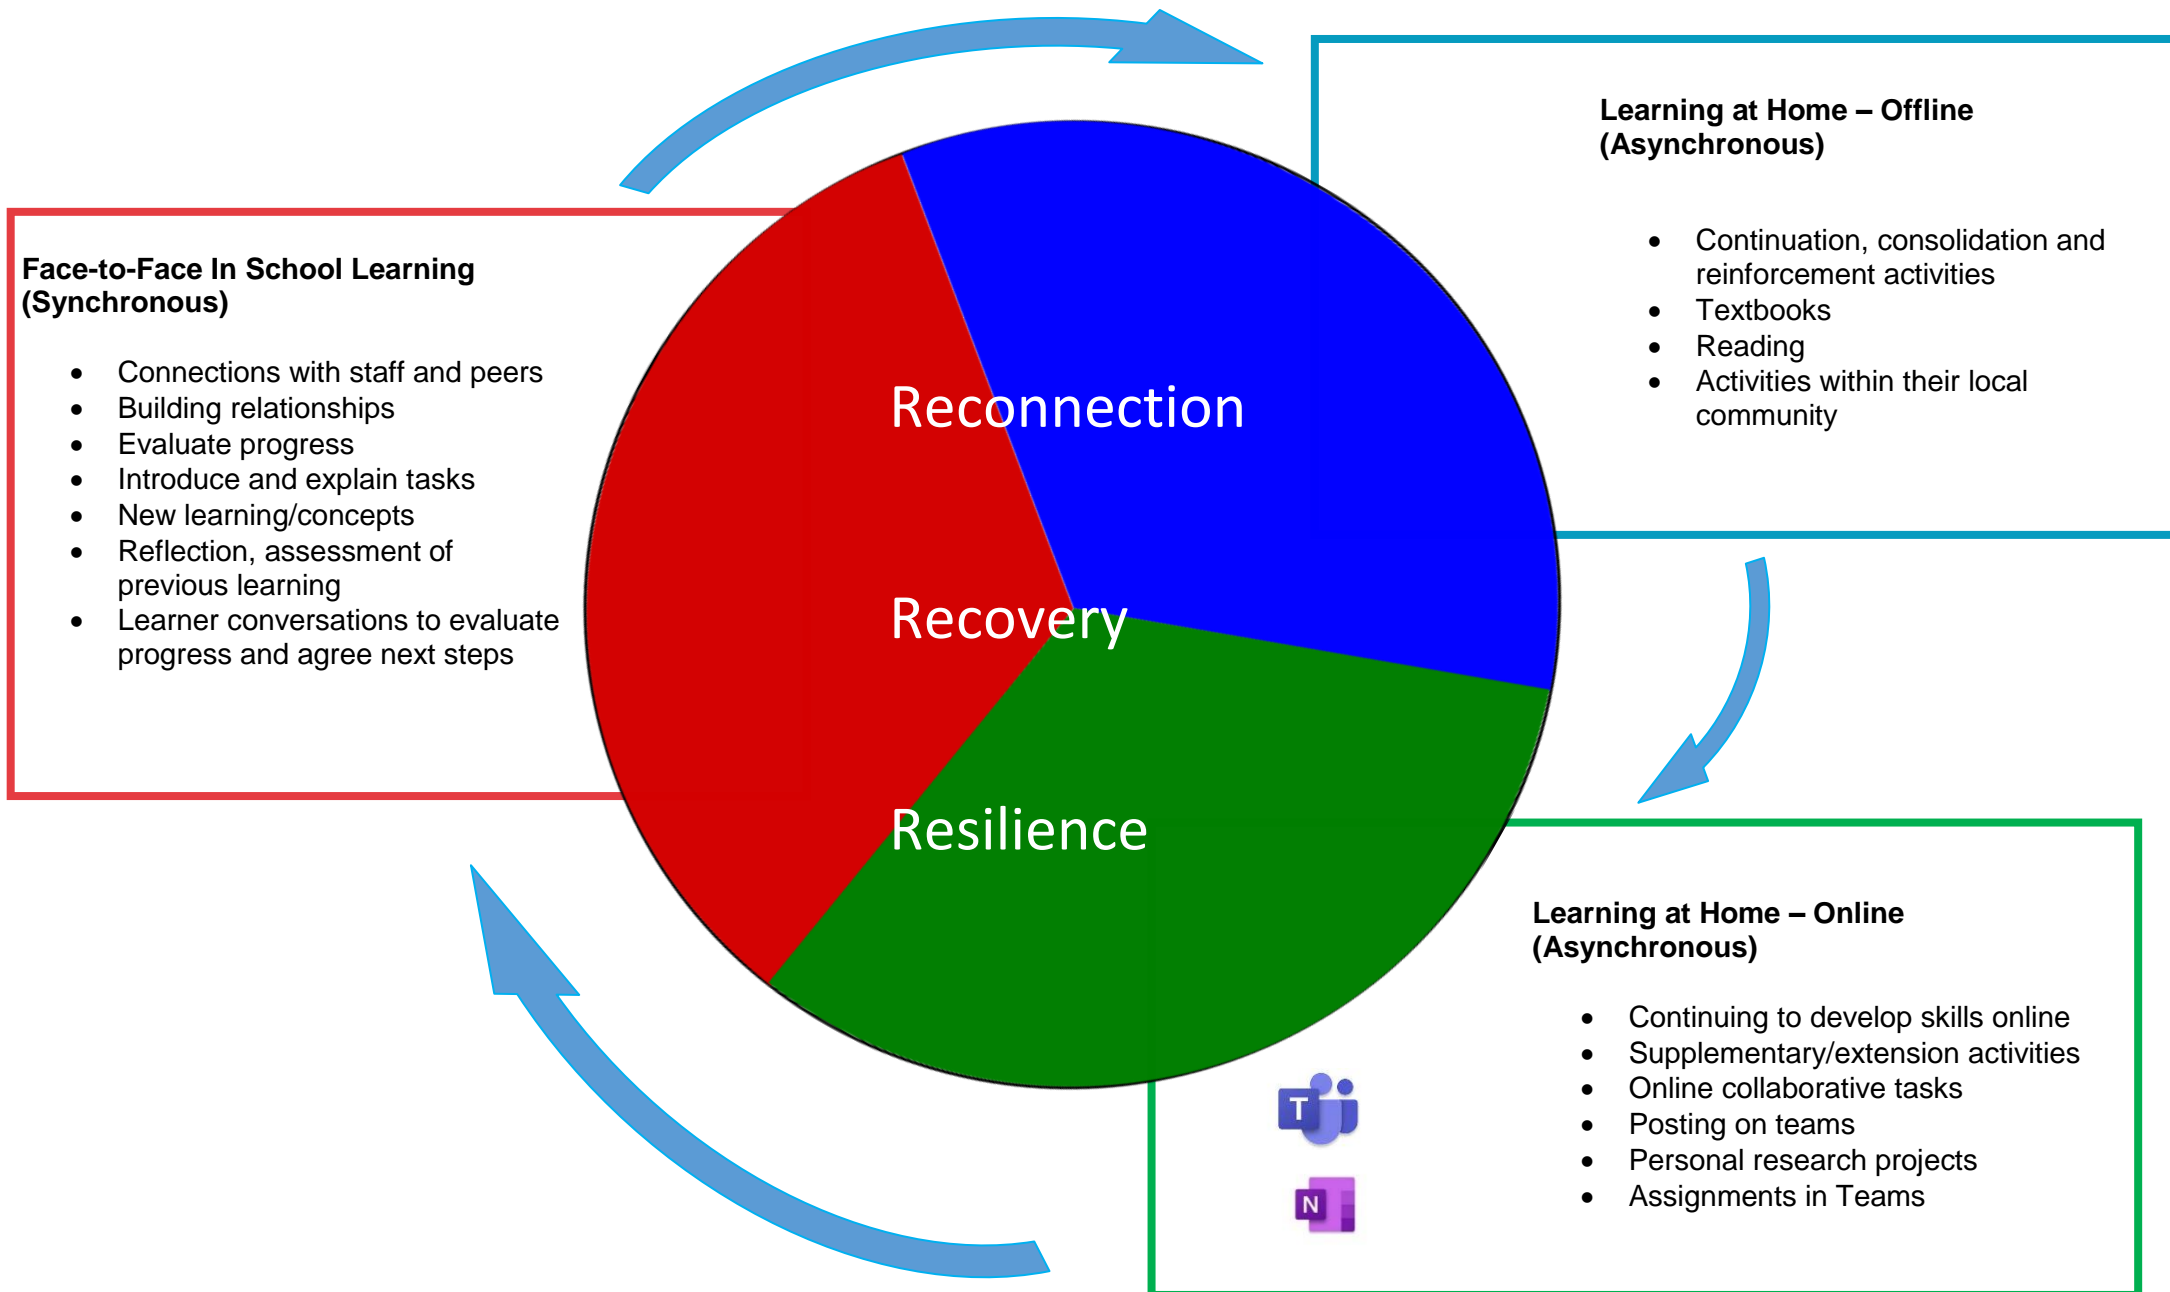 Face-to-Face In School Learning
(Synchronous)
• Connections with staff and peers
• Building relationships
• Evaluate progress
• Introduce and explain tasks
• New learning/concepts
• Reflection, assessment of
previous learning
• Learner conversations to evaluate
progress and agree next steps
Reconnection
Recovery
Resilience
Learning at Home – Offline
(Asynchronous)
• Continuation, consolidation and
reinforcement activities
• Textbooks
• Reading
• Activities within their local
community
Learning at Home – Online
(Asynchronous)
• Continuing to develop skills online
• Supplementary/extension activities
• Online collaborative tasks
• Posting on teams
• Personal research projects
• Assignments in Teams
T
N